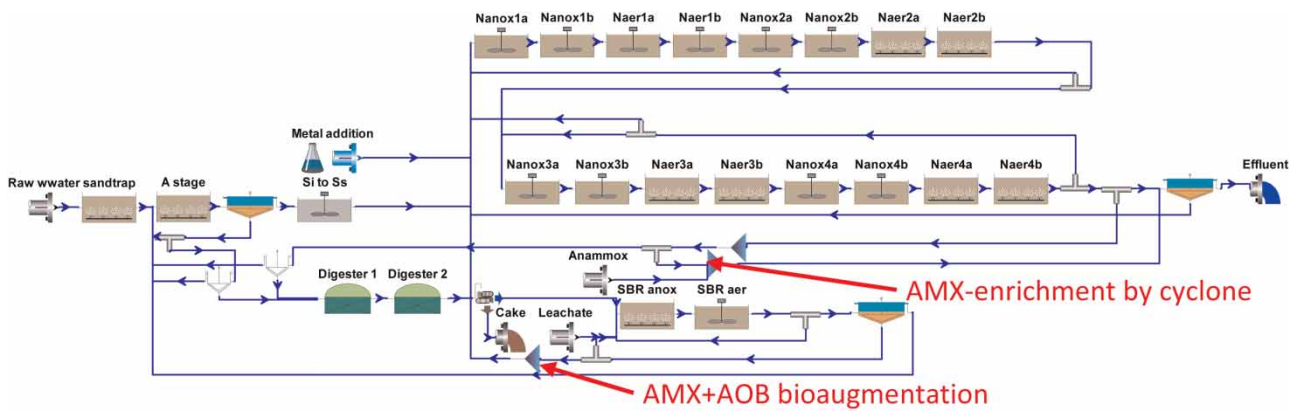 Nanox1a Nanox1b Naer1a Naer1b Nanox2a Nanox2b Naer2a Naer2b
Metal addition
Nanox3a Nanox3b Naer3a Naer3b Nanox4a Nanox4b Naer4a Naer4b Effluent
Raw wwater sandtrap A stage Si to Ss
Anammox
Digester 1 Digester 2 SBR anox SBR aer
AMX-enrichment by cyclone
Cake Leachate
AMX+AOB bioaugmentation